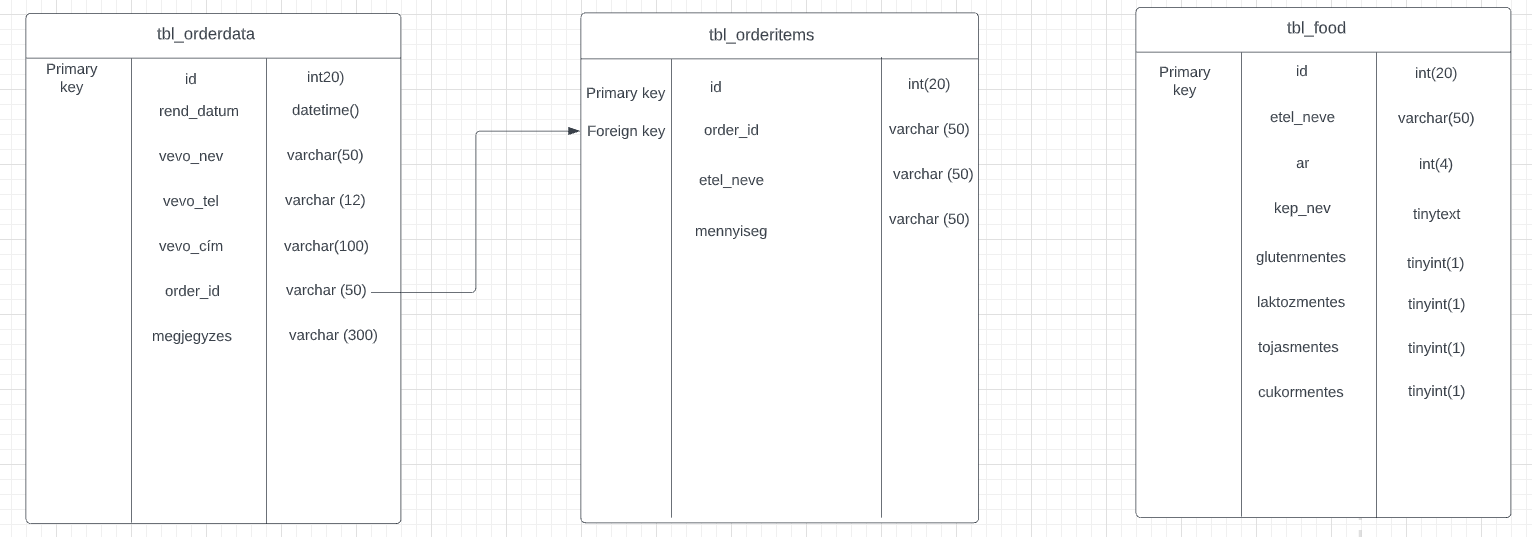 tbl_orderdata
Primary key
id
int20)
rend_datum
datetime()
vevo_nev
varchar(50)
vevo_tel
varchar (12)
vevo_cím
varchar(100)
order_id
varchar (50)
megjegyzes
varchar (300)
tbl_orderitems
Primary key
id
int(20)
Foreign key
order_id
varchar (50)
etel_neve
varchar (50)
mennyiseg
varchar (50)
tbl_food
Primary key
id
int(20)
etel_neve
varchar(50)
ar
int(4)
kep_nev
tinytext
glutenmentes
tinyint(1)
laktozmentes
tinyint(1)
tojasmentes
tinyint(1)
cukormentes
tinyint(1)